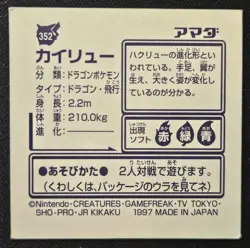 352
カイリュー
分類：ドラゴンポケモン
タイプ：ドラゴン・飛行
身長：2.2m
体重：210.0kg
進化：―――
アマダ
ハクリューの進化形といわれている。手足、翼が生え、大きく姿が変化するのが分かる。
出現ソフト 赤 緑 青
●あそびかた● 2人対戦で遊びます。
(くわしくは、パッケージのウラを見てネ)
©Nintendo・CREATURES・GAMEFREAK・TV TOKYO・
SHO-PRO・JR KIKAKU 1997 MADE IN JAPAN